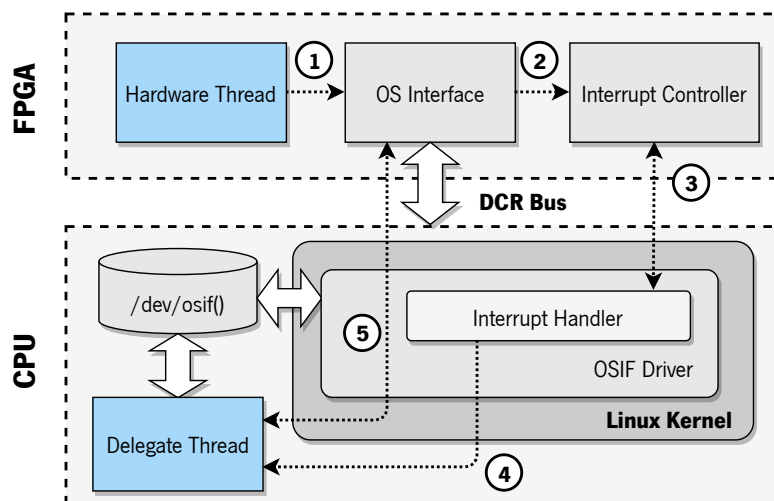 FPGA
1
2
Hardware Thread
OS Interface
Interrupt Controller
3
DCR Bus
CPU
/dev/osif()
Interrupt Handler
5
OSIF Driver
Linux Kernel
Delegate Thread
4